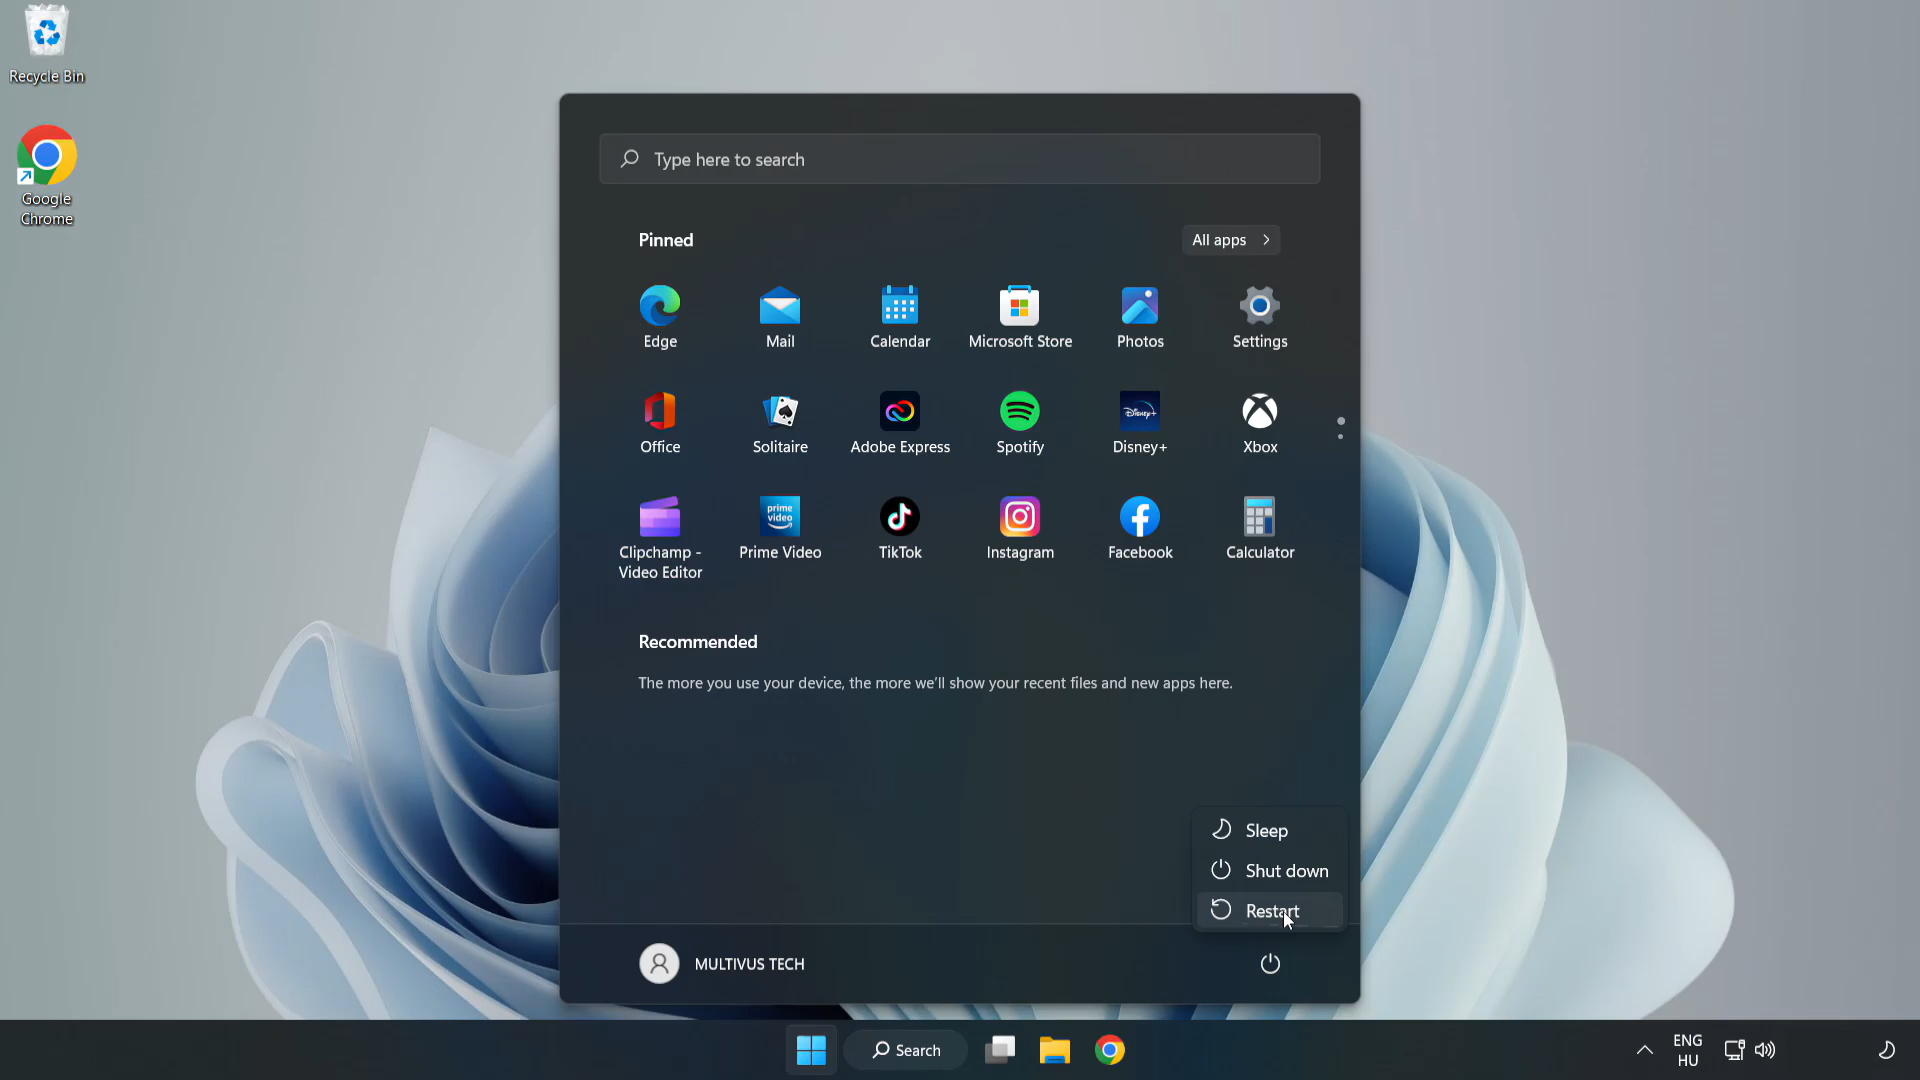 Recycle Bin
Google
Chrome
Type here to search
Pinned
All apps
Edge
Mail
Calendar
Microsoft Store
Photos
Settings
Office
Solitaire
Adobe Express
Spotify
Disney+
Disney+
Xbox
prime
video
Clipchamp -
Video Editor
Prime Video
TikTok
Instagram
Facebook
Calculator
Recommended
The more you use your device, the more we'll show your recent files and new apps here.
Sleep
Shut down
Restart
MULTIVUS TECH
Search
ENG
HU